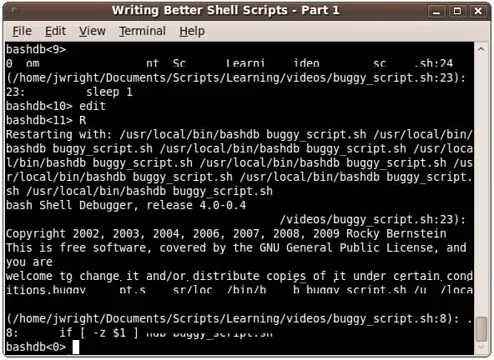 Writing Better Shell Scripts - Part 1
File Edit View Terminal Help
bashdb<9>
(/home/jwright/Documents/Scripts/Learning/videos/buggy_script.sh:23):
23: sleep 1
bashdb<10> edit
bashdb<11> R
Restarting with: /usr/local/bin/bashdb buggy_script.sh /usr/local/bin/
bashdb buggy_script.sh /usr/local/bin/bashdb buggy_script.sh /usr/loca
l/bin/bashdb buggy_script.sh /usr/local/bin/bashdb buggy_script.sh /us
r/local/bin/bashdb buggy_script.sh /usr/local/bin/bashdb buggy_script.
sh /usr/local/bin/bashdb buggy_script.sh
bash Shell Debugger, release 4.0-0.4
/videos/buggy_script.sh:23):
Copyright 2002, 2003, 2004, 2006, 2007, 2008, 2009 Rocky Bernstein
This is free software, covered by the GNU General Public License, and
you are
welcome to change it and/or distribute copies of it under certain cond
itions.
(/home/jwright/Documents/Scripts/Learning/videos/buggy_script.sh:8): .
8: if [ -z $1 ]
bashdb<0>